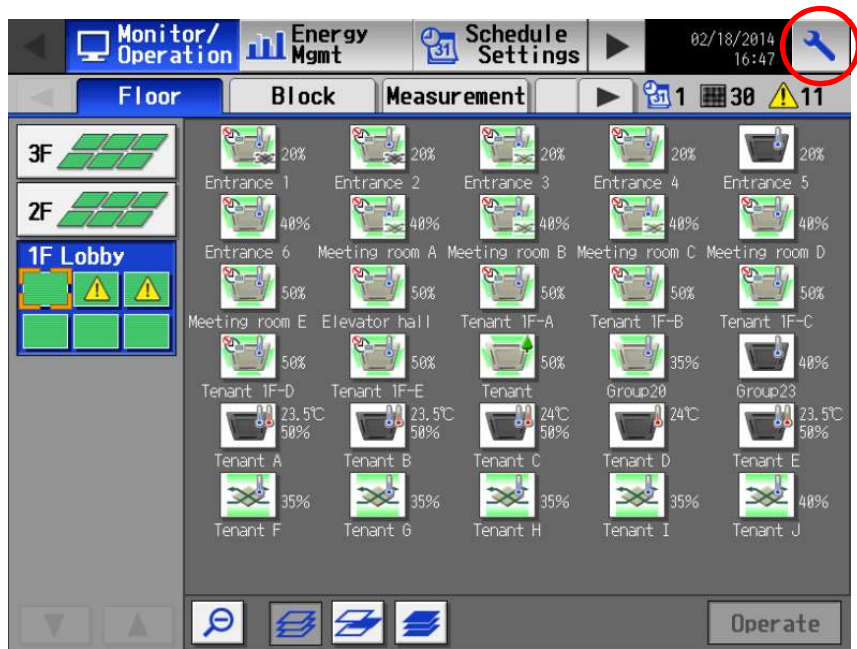 Monitor/ Operation
Energy Mgmt
31 Schedule Settings
02/18/2014
16:47
Floor
Block
Measurement
31 1
30
11
3F
2F
1F Lobby
20% 20% 20% 20% 20%
Entrance 1 Entrance 2 Entrance 3 Entrance 4 Entrance 5
40% 40% 40% 40% 40%
Entrance 6 Meeting room A Meeting room B Meeting room C Meeting room D
50% 50% 50% 50% 50%
Meeting room E Elevator hall Tenant 1F-A Tenant 1F-B Tenant 1F-C
50% 50% 50% 35% 40%
Tenant 1F-D Tenant 1F-E Tenant Group20 Group23
23.5℃ 23.5℃ 24℃ 24℃ 23.5℃
50% 50% 50% 50%
Tenant A Tenant B Tenant C Tenant D Tenant E
35% 35% 35% 35% 40%
Tenant F Tenant G Tenant H Tenant I Tenant J
Operate